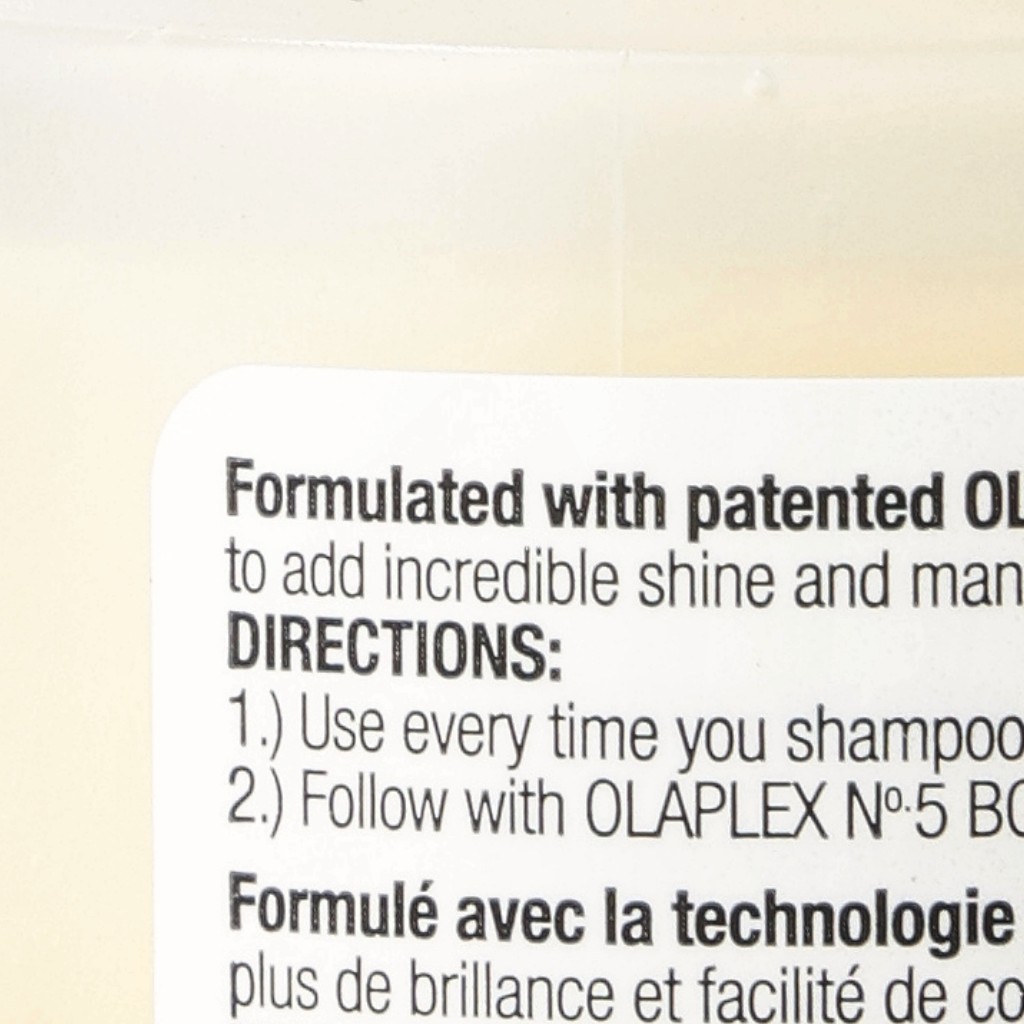 Formulated with patented OL
to add incredible shine and man
DIRECTIONS:
1.) Use every time you shampoo
2.) Follow with OLAPLEX Nº.5 BO
Formulé avec la technologie
plus de brillance et facilité de co